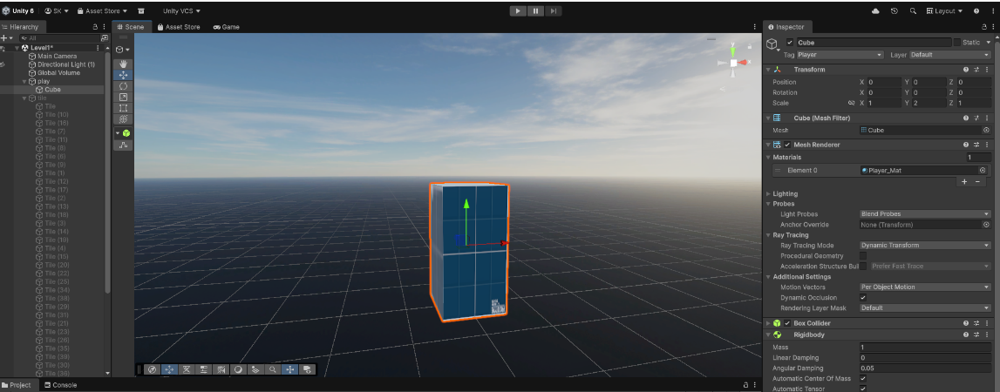 Unity 6 SK Asset Store Unity VCS Layout
Hierarchy Scene Asset Store Game Inspector
All
Level1*
Main Camera
Directional Light (1)
Global Volume
play
Cube
tile
Tile
Tile (10)
Tile (16)
Tile (7)
Tile (11)
Tile (8)
Tile (6)
Tile (9)
Tile (1)
Tile (12)
Tile (17)
Tile (2)
Tile (13)
Tile (18)
Tile (3)
Tile (14)
Tile (19)
Tile (4)
Tile (15)
Tile (20)
Tile (22)
Tile (25)
Tile (34)
Tile (38)
Tile (29)
Tile (31)
Tile (21)
Tile (23)
Tile (26)
Tile (35)
Tile (39)
Tile (30)
Tile (36)
Project Console
Cube Static
Tag Player Layer Default
Transform
Position X 0 Y 0 Z 0
Rotation X 0 Y 0 Z 0
Scale X 1 Y 2 Z 1
Cube (Mesh Filter)
Mesh Cube
Mesh Renderer
Materials 1
Element 0 Player_Mat
Lighting
Probes
Light Probes Blend Probes
Anchor Override None (Transform)
Ray Tracing
Ray Tracing Mode Dynamic Transform
Procedural Geometry
Acceleration Structure Buil Prefer Fast Trace
Additional Settings
Motion Vectors Per Object Motion
Dynamic Occlusion
Rendering Layer Mask Default
Box Collider
Rigidbody
Mass 1
Linear Damping 0
Angular Damping 0.05
Automatic Center Of Mass
Automatic Tensor